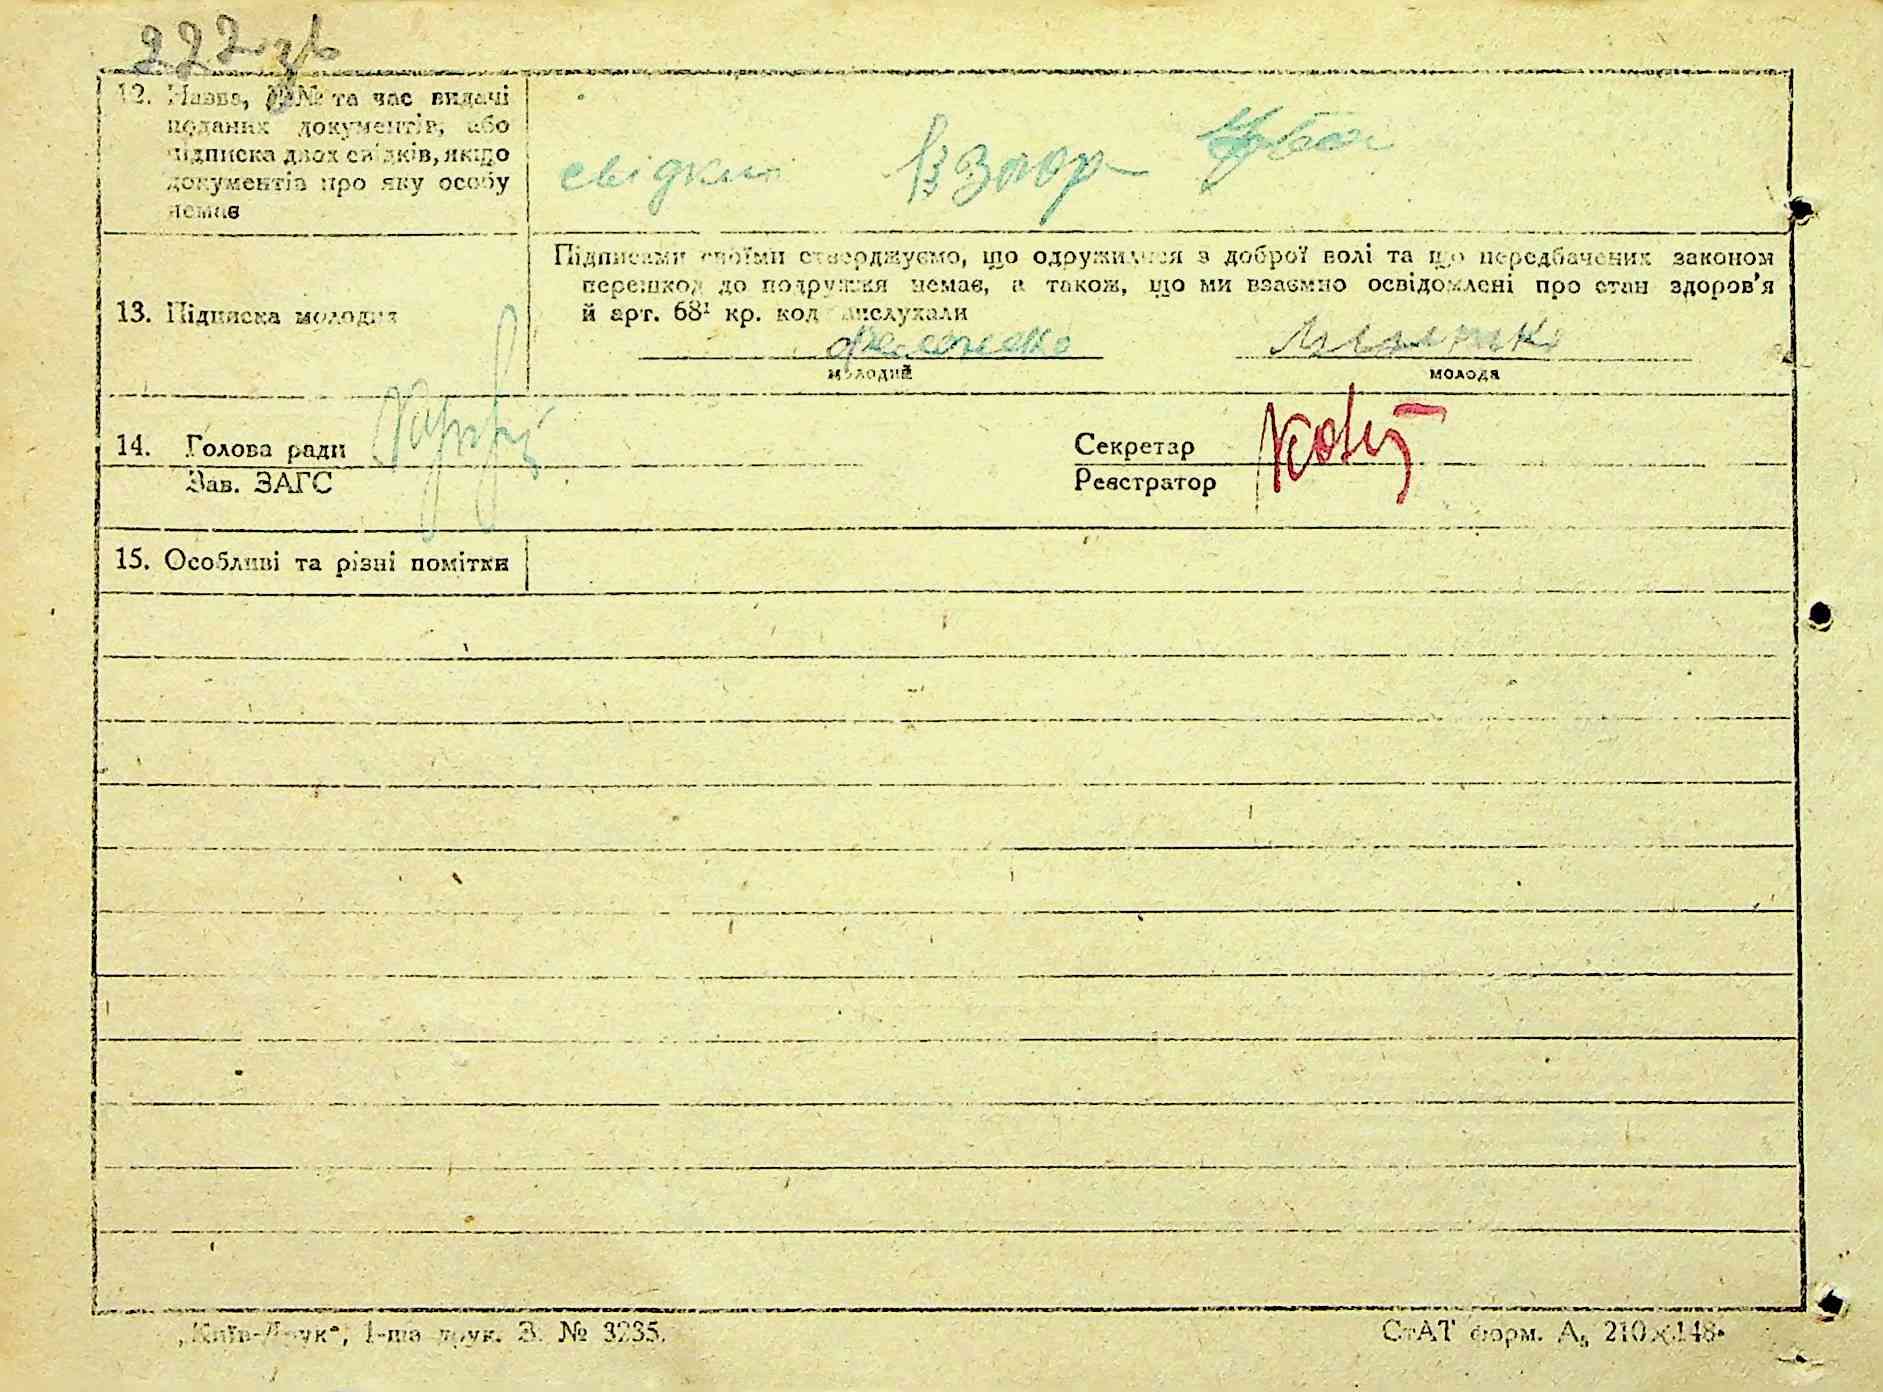 222 зв
12. Назва, №№ та час видачі
поданих документів, або
підписка двох свідків, якщо
документів про яку особу
немає
свідки
13. Підписка молодих
Підписами своїми стверджуємо, що одружилися з доброї волі та що передбачених законом
перешкод до подружжя немає, а також, що ми взаємно освідомлені про стан здоров'я
й арт. 68¹ кр. код вислухали
молодий молода
14. Голова ради
Зав. ЗАГС
Секретар
Реєстратор
15. Особливі та різні помітки
„Київ-Друк“, 1-ша друк. З. № 3235.
СтАТ форм. А₅ 210×148.